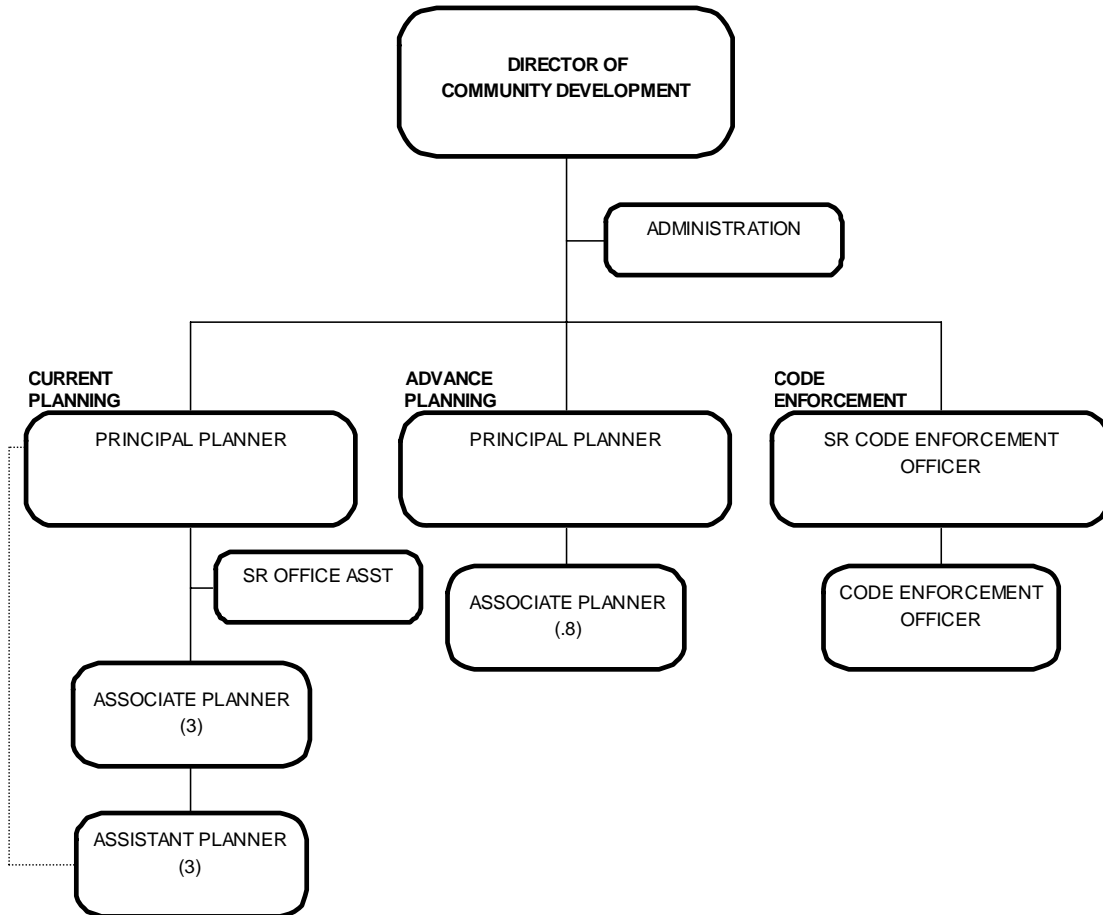 DIRECTOR OF
COMMUNITY DEVELOPMENT
ADMINISTRATION
CURRENT
PLANNING
PRINCIPAL PLANNER
SR OFFICE ASST
ASSOCIATE PLANNER
(3)
ASSISTANT PLANNER
(3)
ADVANCE
PLANNING
PRINCIPAL PLANNER
ASSOCIATE PLANNER
(.8)
CODE
ENFORCEMENT
SR CODE ENFORCEMENT
OFFICER
CODE ENFORCEMENT
OFFICER